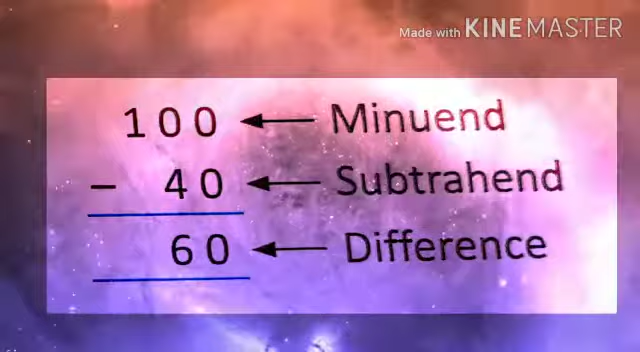 Made with KINEMASTER
100 ← Minuend
− 40 ← Subtrahend
60 ← Difference